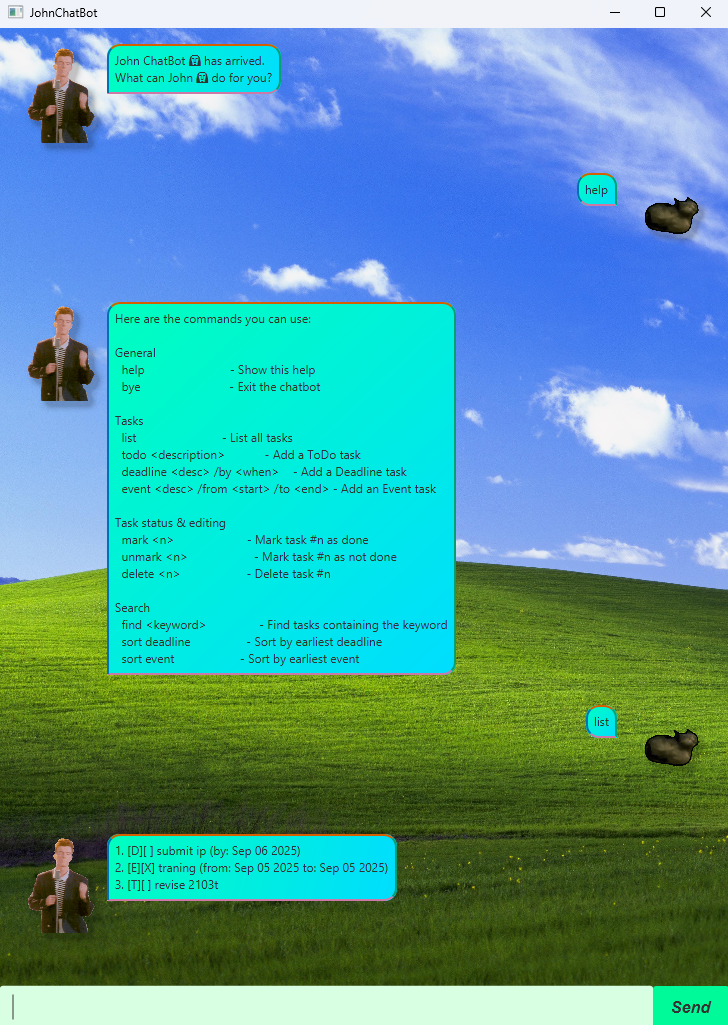 JohnChatBot
John ChatBot 🗿 has arrived.
What can John 🗿 do for you?
help
Here are the commands you can use:
General
help - Show this help
bye - Exit the chatbot
Tasks
list - List all tasks
todo <description> - Add a ToDo task
deadline <desc> /by <when> - Add a Deadline task
event <desc> /from <start> /to <end> - Add an Event task
Task status & editing
mark <n> - Mark task #n as done
unmark <n> - Mark task #n as not done
delete <n> - Delete task #n
Search
find <keyword> - Find tasks containing the keyword
sort deadline - Sort by earliest deadline
sort event - Sort by earliest event
list
1. [D][ ] submit ip (by: Sep 06 2025)
2. [E][X] traning (from: Sep 05 2025 to: Sep 05 2025)
3. [T][ ] revise 2103t
Send